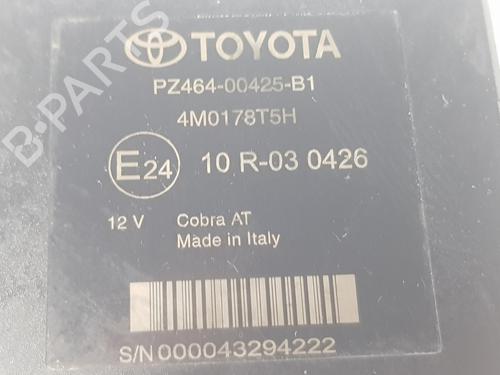 TOYOTA
PZ464-00425-B1
4M0178T5H
E24 10 R-03 0426
12 V Cobra AT
Made in Italy
S/N 000043294222
B-PARTS